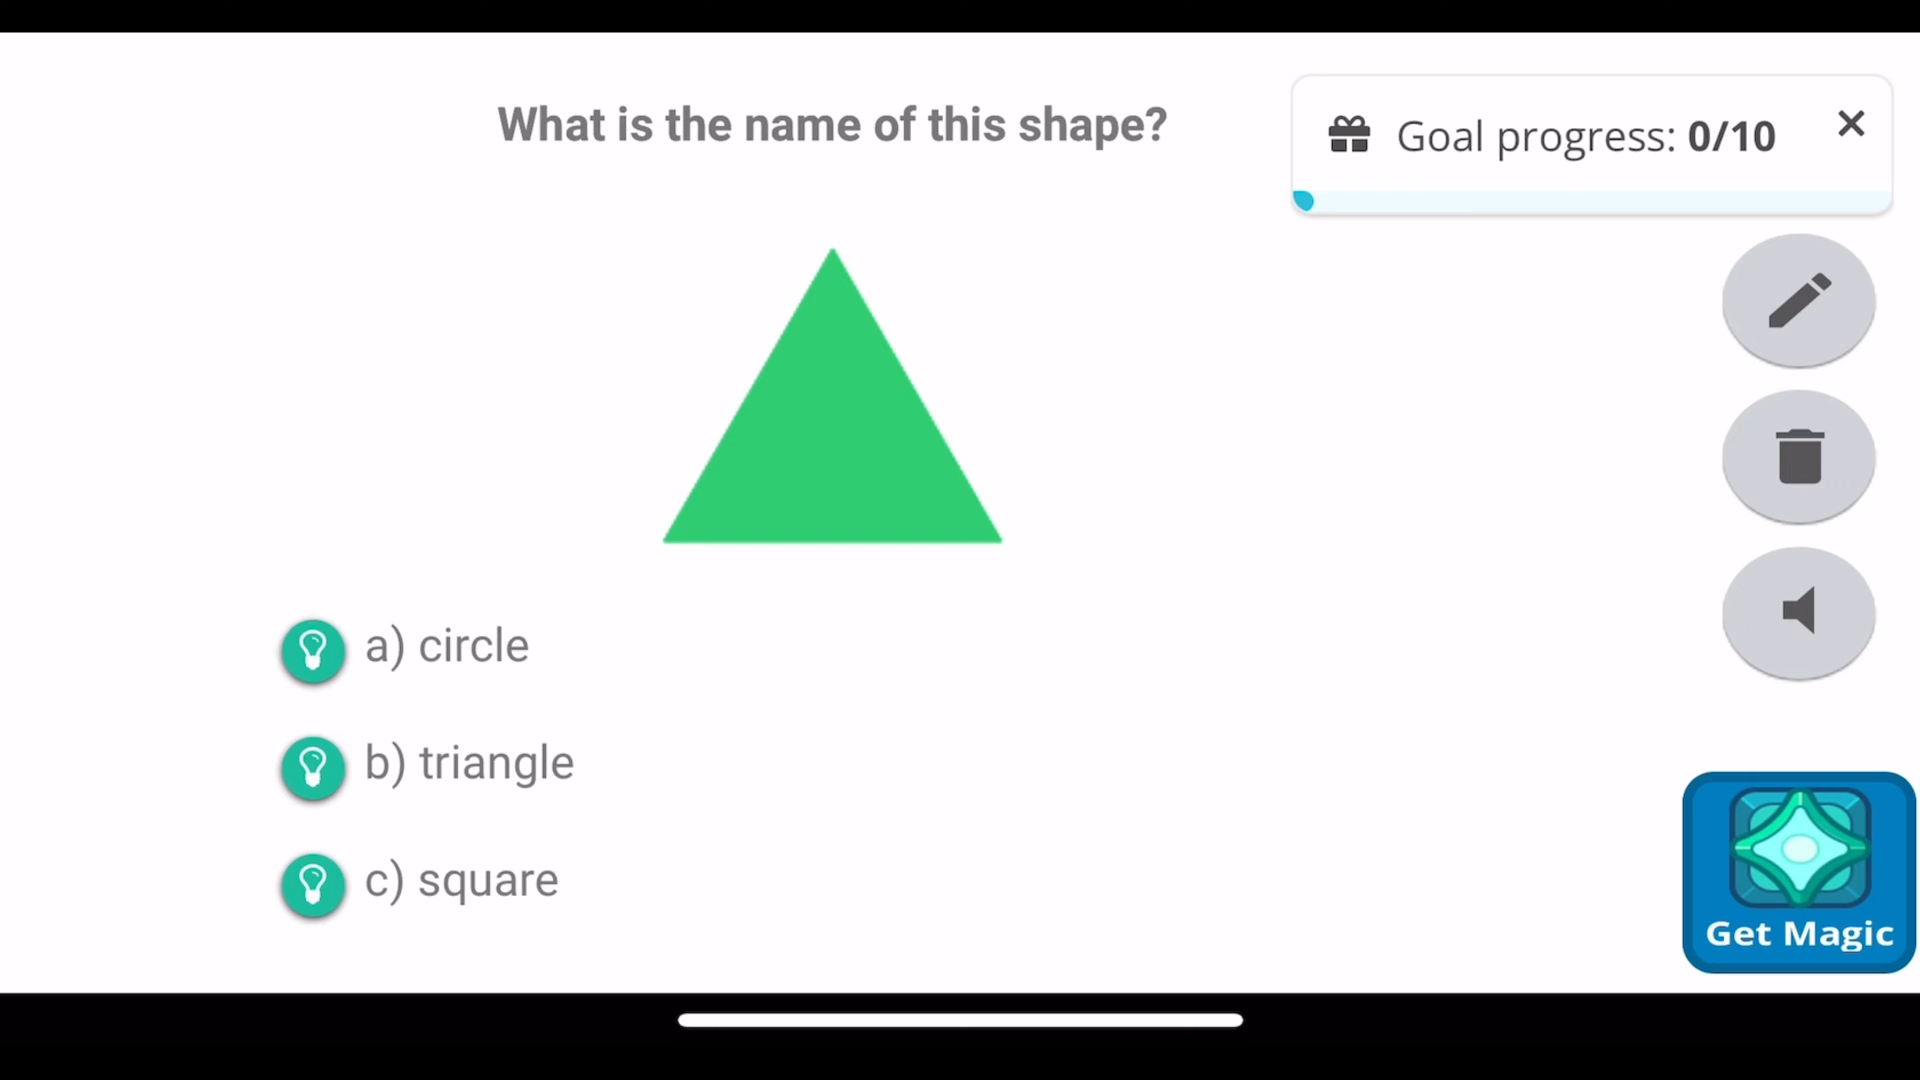 What is the name of this shape?
Goal progress: 0/10
a) circle
b) triangle
c) square
Get Magic